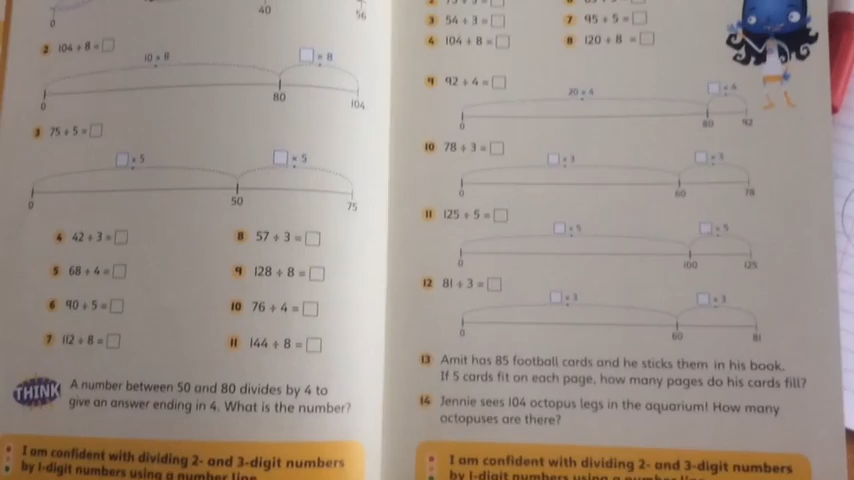 0 40 56
2 104 ÷ 8 = □
10 × 8 □ × 8
0 80 104
3 75 ÷ 5 = □
□ × 5 □ × 5
0 50 75
4 42 ÷ 3 = □ 8 57 ÷ 3 = □
5 68 ÷ 4 = □ 9 128 ÷ 8 = □
6 90 ÷ 5 = □ 10 76 ÷ 4 = □
7 112 ÷ 8 = □ 11 144 ÷ 8 = □
THINK
A number between 50 and 80 divides by 4 to
give an answer ending in 4. What is the number?
I am confident with dividing 2- and 3-digit numbers
by 1-digit numbers using a number line
3 54 ÷ 3 = □ 7 95 ÷ 5 = □
4 104 ÷ 8 = □ 8 120 ÷ 8 = □
9 92 ÷ 4 = □
20 × 4 □ × 4
0 80 92
10 78 ÷ 3 = □
□ × 3 □ × 3
0 60 78
11 125 ÷ 5 = □
□ × 5 □ × 5
0 100 125
12 81 ÷ 3 = □
□ × 3 □ × 3
0 60 81
13 Amit has 85 football cards and he sticks them in his book.
If 5 cards fit on each page, how many pages do his cards fill?
14 Jennie sees 104 octopus legs in the aquarium! How many
octopuses are there?
I am confident with dividing 2- and 3-digit numbers
by 1-digit numbers using a number line